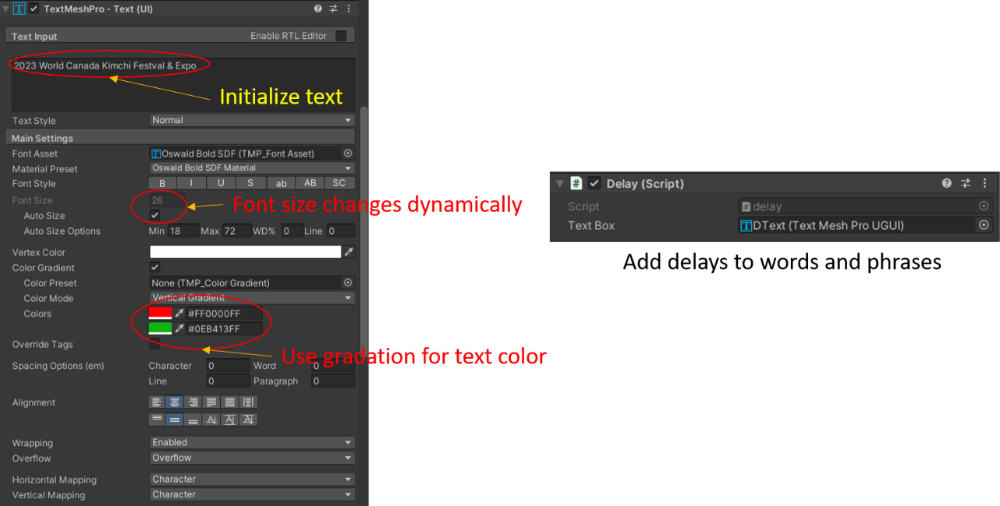 TextMeshPro - Text (UI)
Text Input Enable RTL Editor
2023 World Canada Kimchi Festval & Expo
Initialize text
Text Style Normal
Main Settings
Font Asset Oswald Bold SDF (TMP_Font Asset)
Material Preset Oswald Bold SDF Material
Font Style B I U S ab AB SC
Font Size 26
Font size changes dynamically
Auto Size
Auto Size Options Min 18 Max 72 WD% 0 Line 0
Vertex Color
Color Gradient
Color Preset None (TMP_Color Gradient)
Color Mode Vertical Gradient
Colors #FF0000FF
#0EB413FF
Override Tags
Use gradation for text color
Spacing Options (em) Character 0 Word 0
Line 0 Paragraph 0
Alignment
Wrapping Enabled
Overflow Overflow
Horizontal Mapping Character
Vertical Mapping Character
Delay (Script)
Script delay
Text Box DText (Text Mesh Pro UGUI)
Add delays to words and phrases